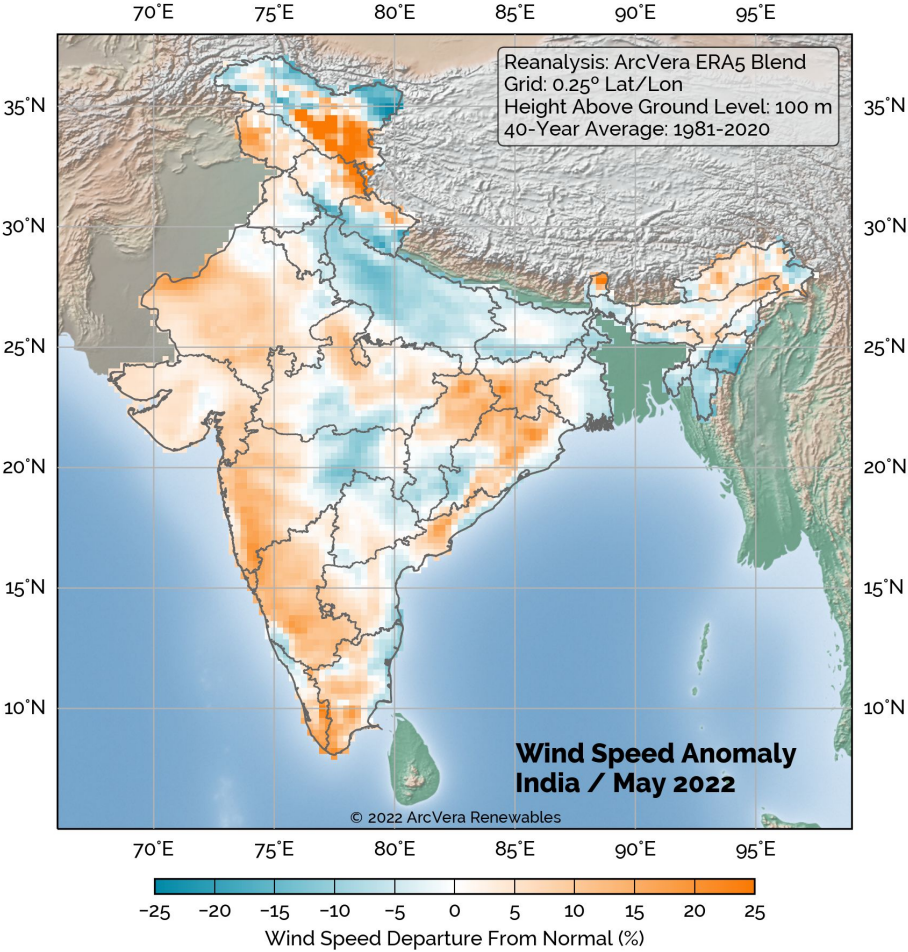 70°E 75°E 80°E 85°E 90°E 95°E
Reanalysis: ArcVera ERA5 Blend
Grid: 0.25º Lat/Lon
Height Above Ground Level: 100 m
40-Year Average: 1981-2020
35°N 35°N
30°N 30°N
25°N 25°N
20°N 20°N
15°N 15°N
10°N 10°N
Wind Speed Anomaly
India / May 2022
© 2022 ArcVera Renewables
70°E 75°E 80°E 85°E 90°E 95°E
−25 −20 −15 −10 −5 0 5 10 15 20 25
Wind Speed Departure From Normal (%)